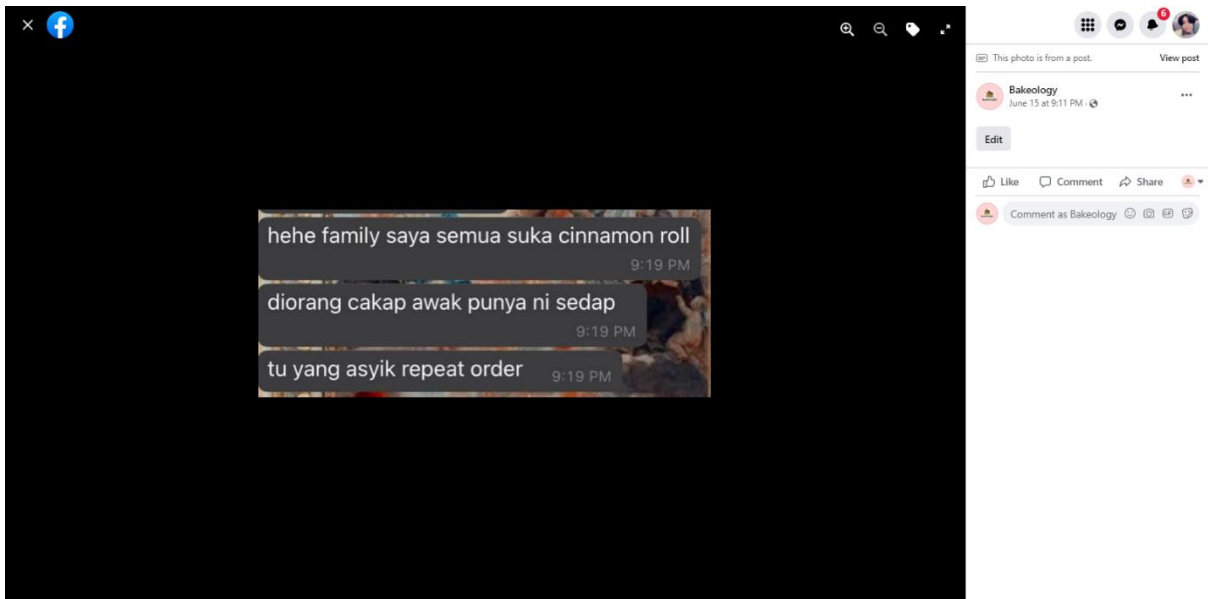 6
This photo is from a post. View post
Bakeology
June 15 at 9:11 PM ·
Edit
Like Comment Share
Comment as Bakeology
hehe family saya semua suka cinnamon roll
9:19 PM
diorang cakap awak punya ni sedap
9:19 PM
tu yang asyik repeat order 9:19 PM